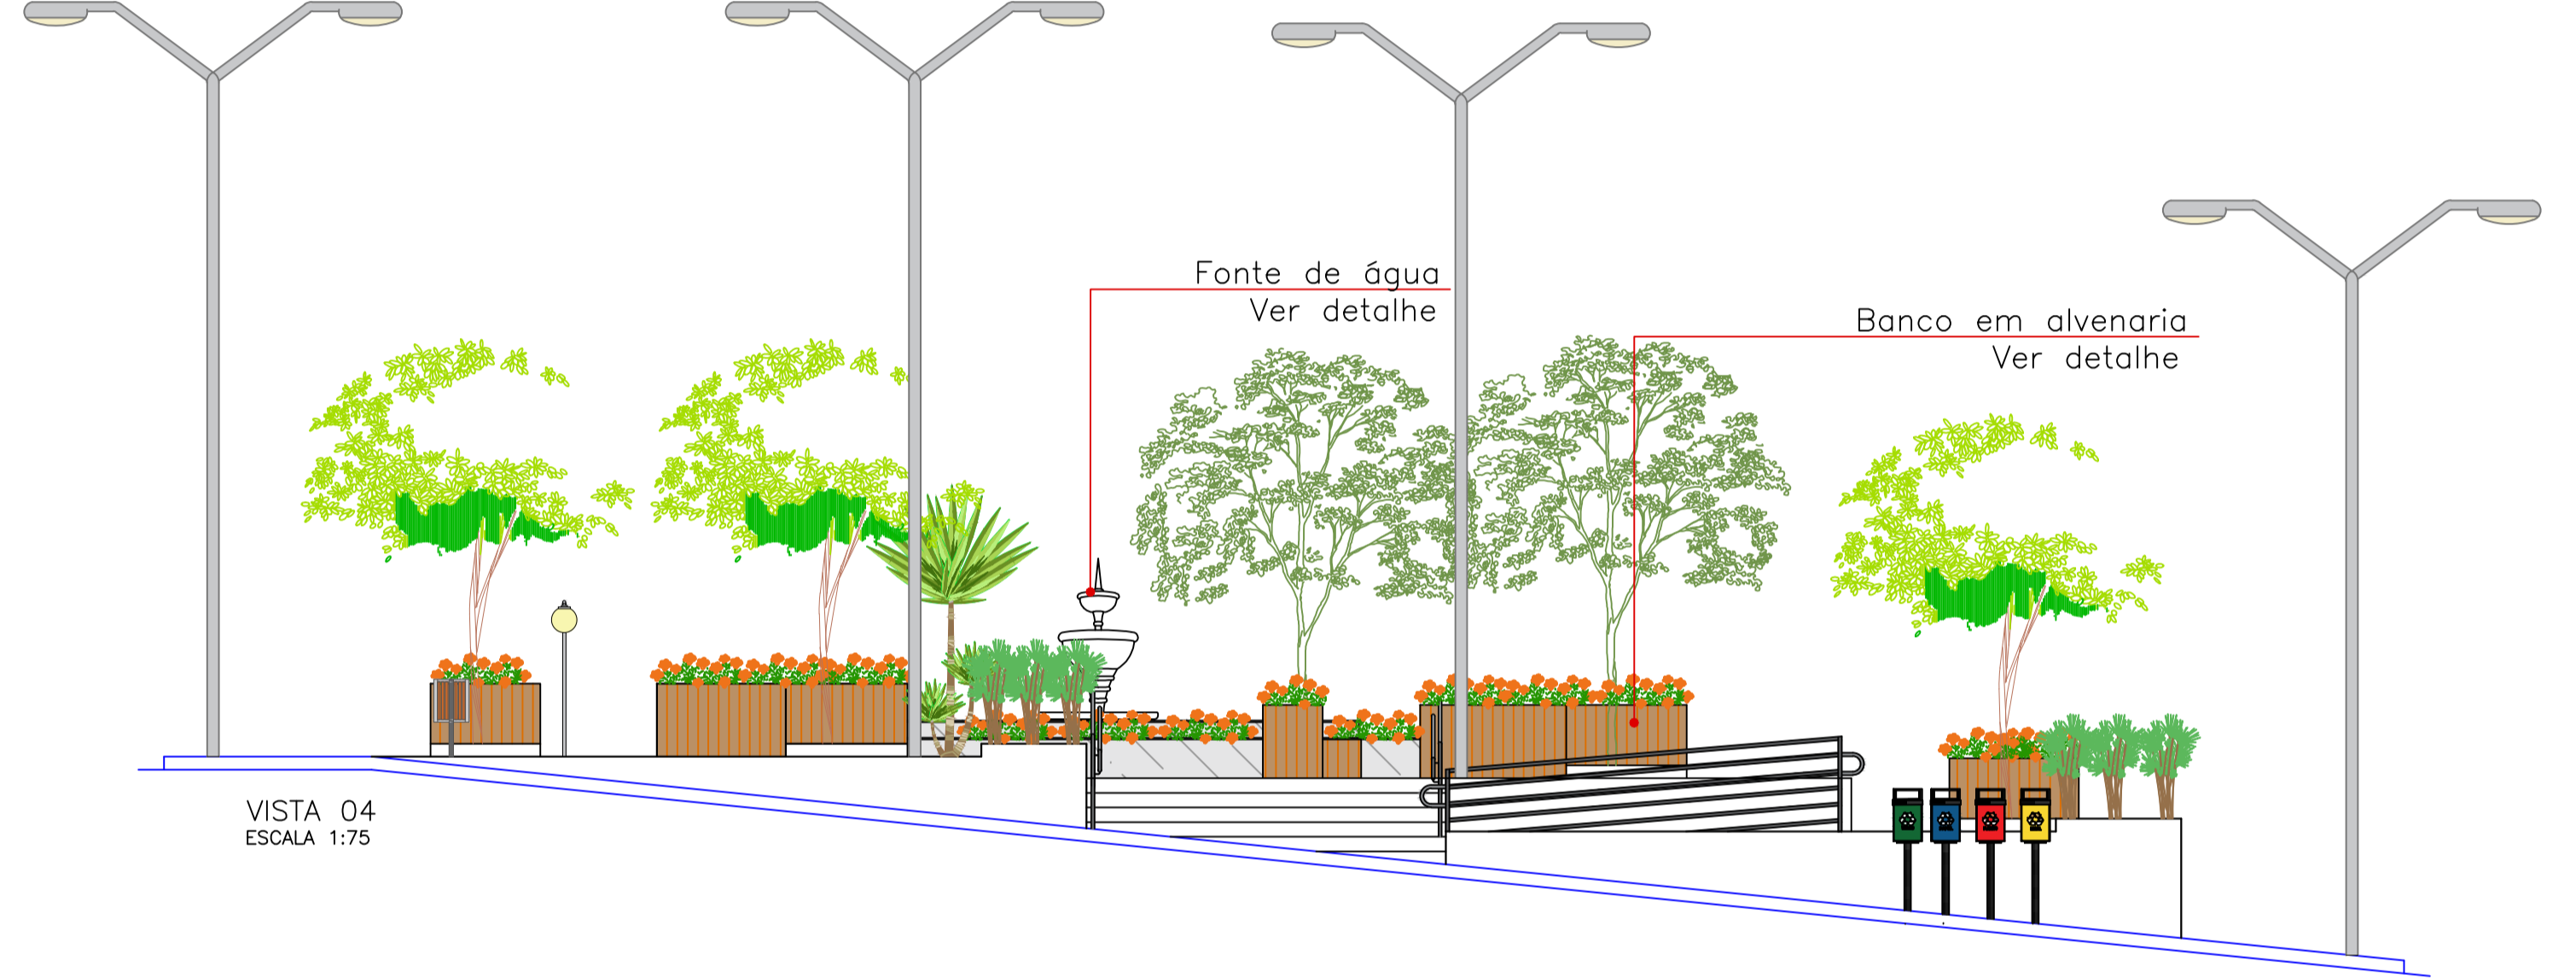 Fonte de água
Ver detalhe
Banco em alvenaria
Ver detalhe
VISTA 04
ESCALA 1:75